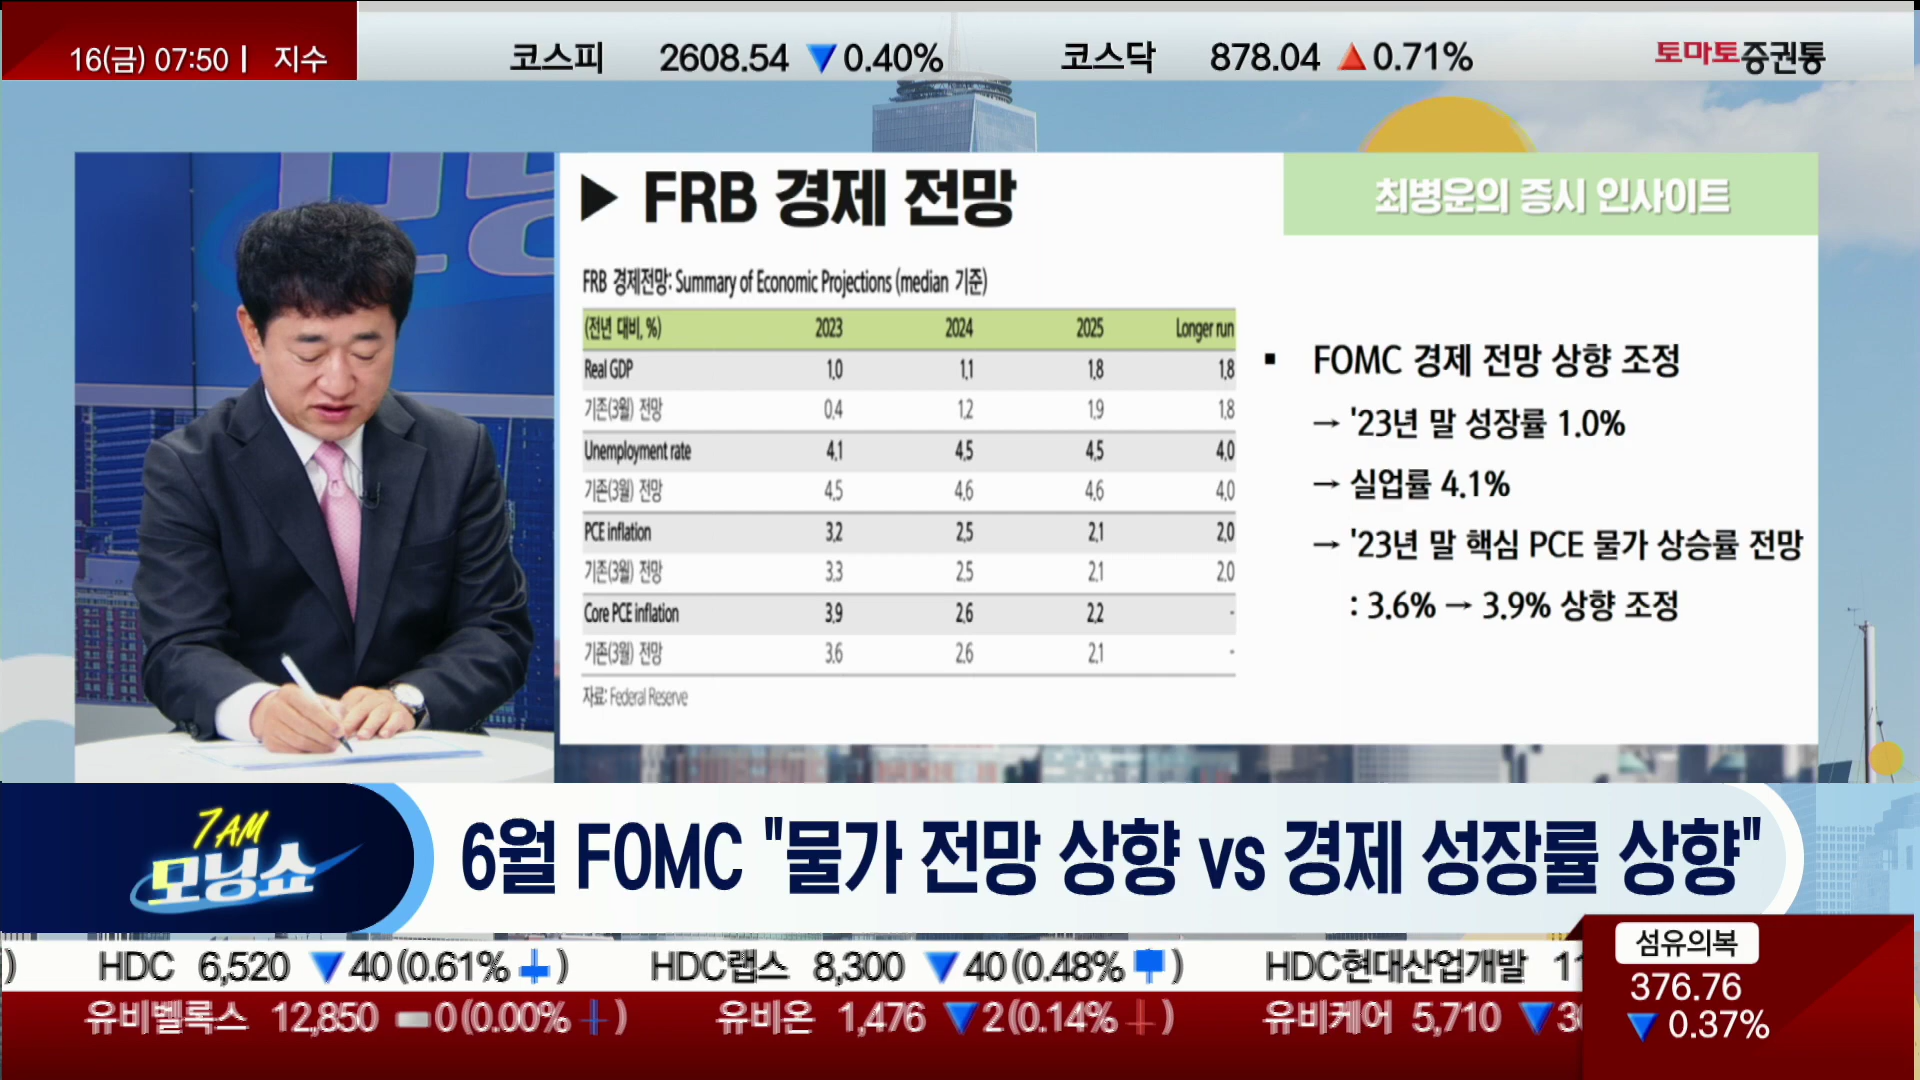 16(금) 07:50 | 지수
코스피 2608.54 ▼ 0.40% 코스닥 878.04 ▲ 0.71%
토마토증권통
▶ FRB 경제 전망
최병운의 증시 인사이트
FRB 경제전망: Summary of Economic Projections (median 기준)
(전년 대비, %) 2023 2024 2025 Longer run
Real GDP 1.0 1.1 1.8 1.8
기존(3월) 전망 0.4 1.2 1.9 1.8
Unemployment rate 4.1 4.5 4.5 4.0
기존(3월) 전망 4.5 4.6 4.6 4.0
PCE inflation 3.2 2.5 2.1 2.0
기존(3월) 전망 3.3 2.5 2.1 2.0
Core PCE inflation 3.9 2.6 2.2 -
기존(3월) 전망 3.6 2.6 2.1 -
자료: Federal Reserve
▪ FOMC 경제 전망 상향 조정
→ '23년 말 성장률 1.0%
→ 실업률 4.1%
→ '23년 말 핵심 PCE 물가 상승률 전망
: 3.6% → 3.9% 상향 조정
7 AM
모닝쇼
6월 FOMC "물가 전망 상향 vs 경제 성장률 상향"
) HDC 6,520 ▼ 40 (0.61% ) HDC랩스 8,300 ▼ 40 (0.48% ) HDC현대산업개발 11
유비벨록스 12,850 0 (0.00% ) 유비온 1,476 ▼ 2 (0.14% ) 유비케어 5,710 ▼ 30
섬유의복
376.76
▼ 0.37%